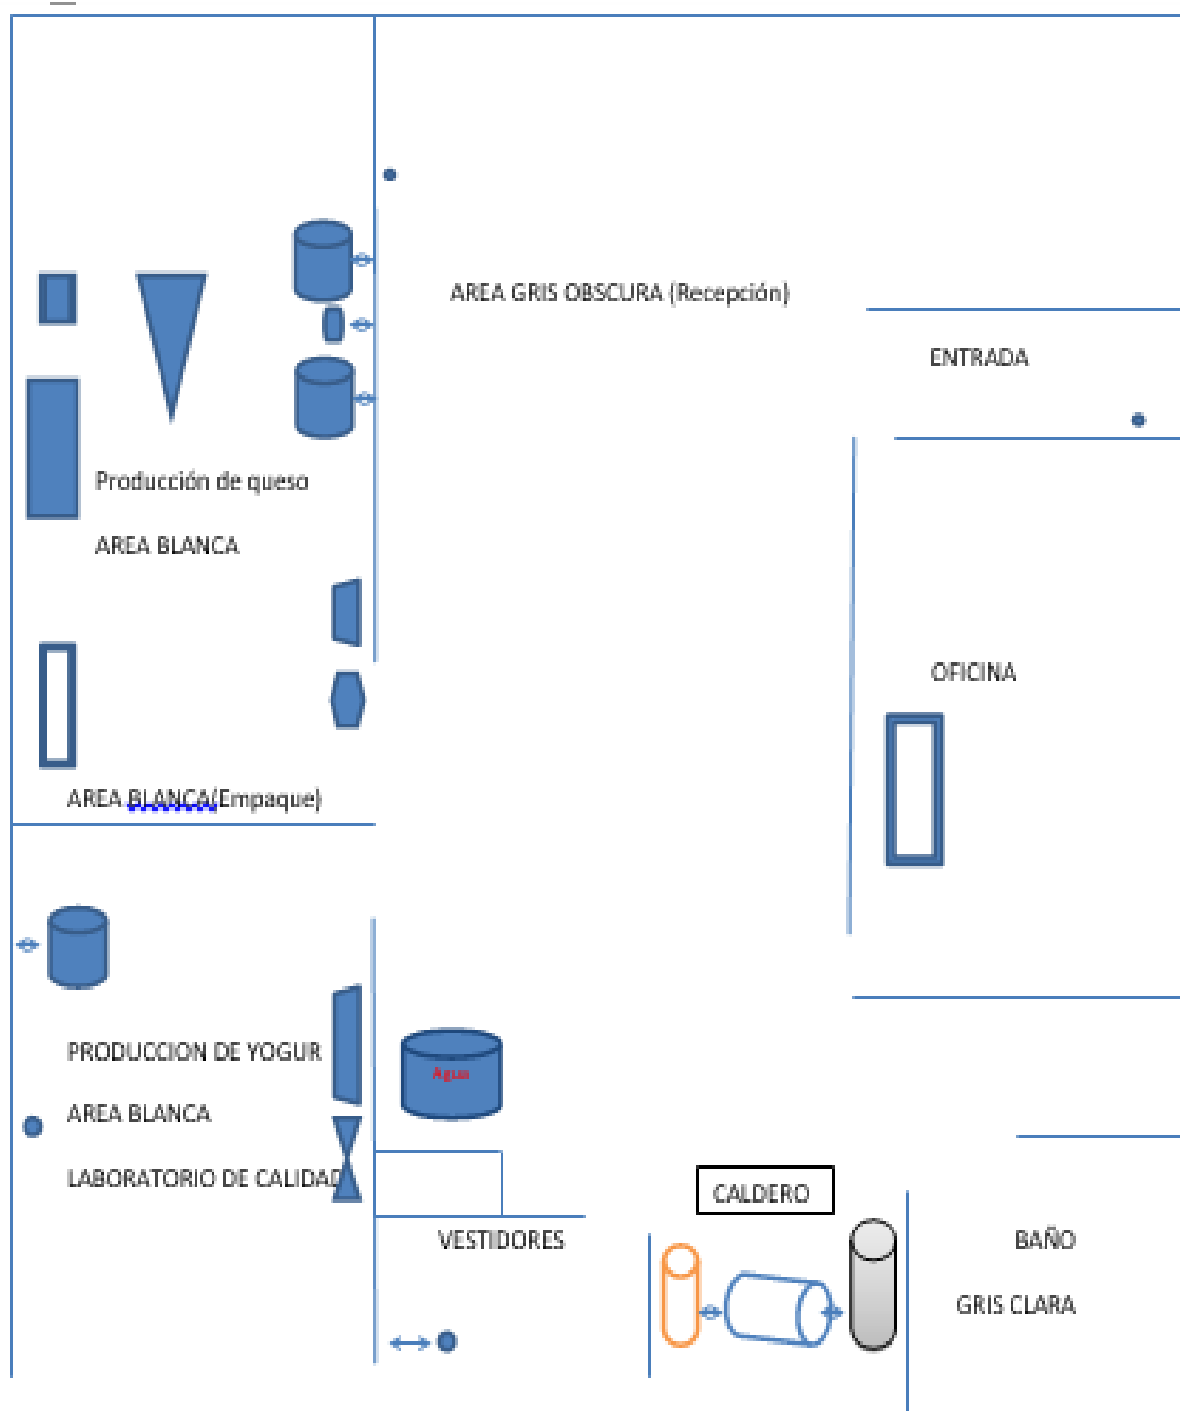 AREA GRIS OBSCURA (Recepción)
ENTRADA
Producción de queso
AREA BLANCA
OFICINA
AREA BLANCA(Empaque)
PRODUCCION DE YOGUR
Agua
AREA BLANCA
LABORATORIO DE CALIDAD
CALDERO
VESTIDORES
BAÑO
GRIS CLARA